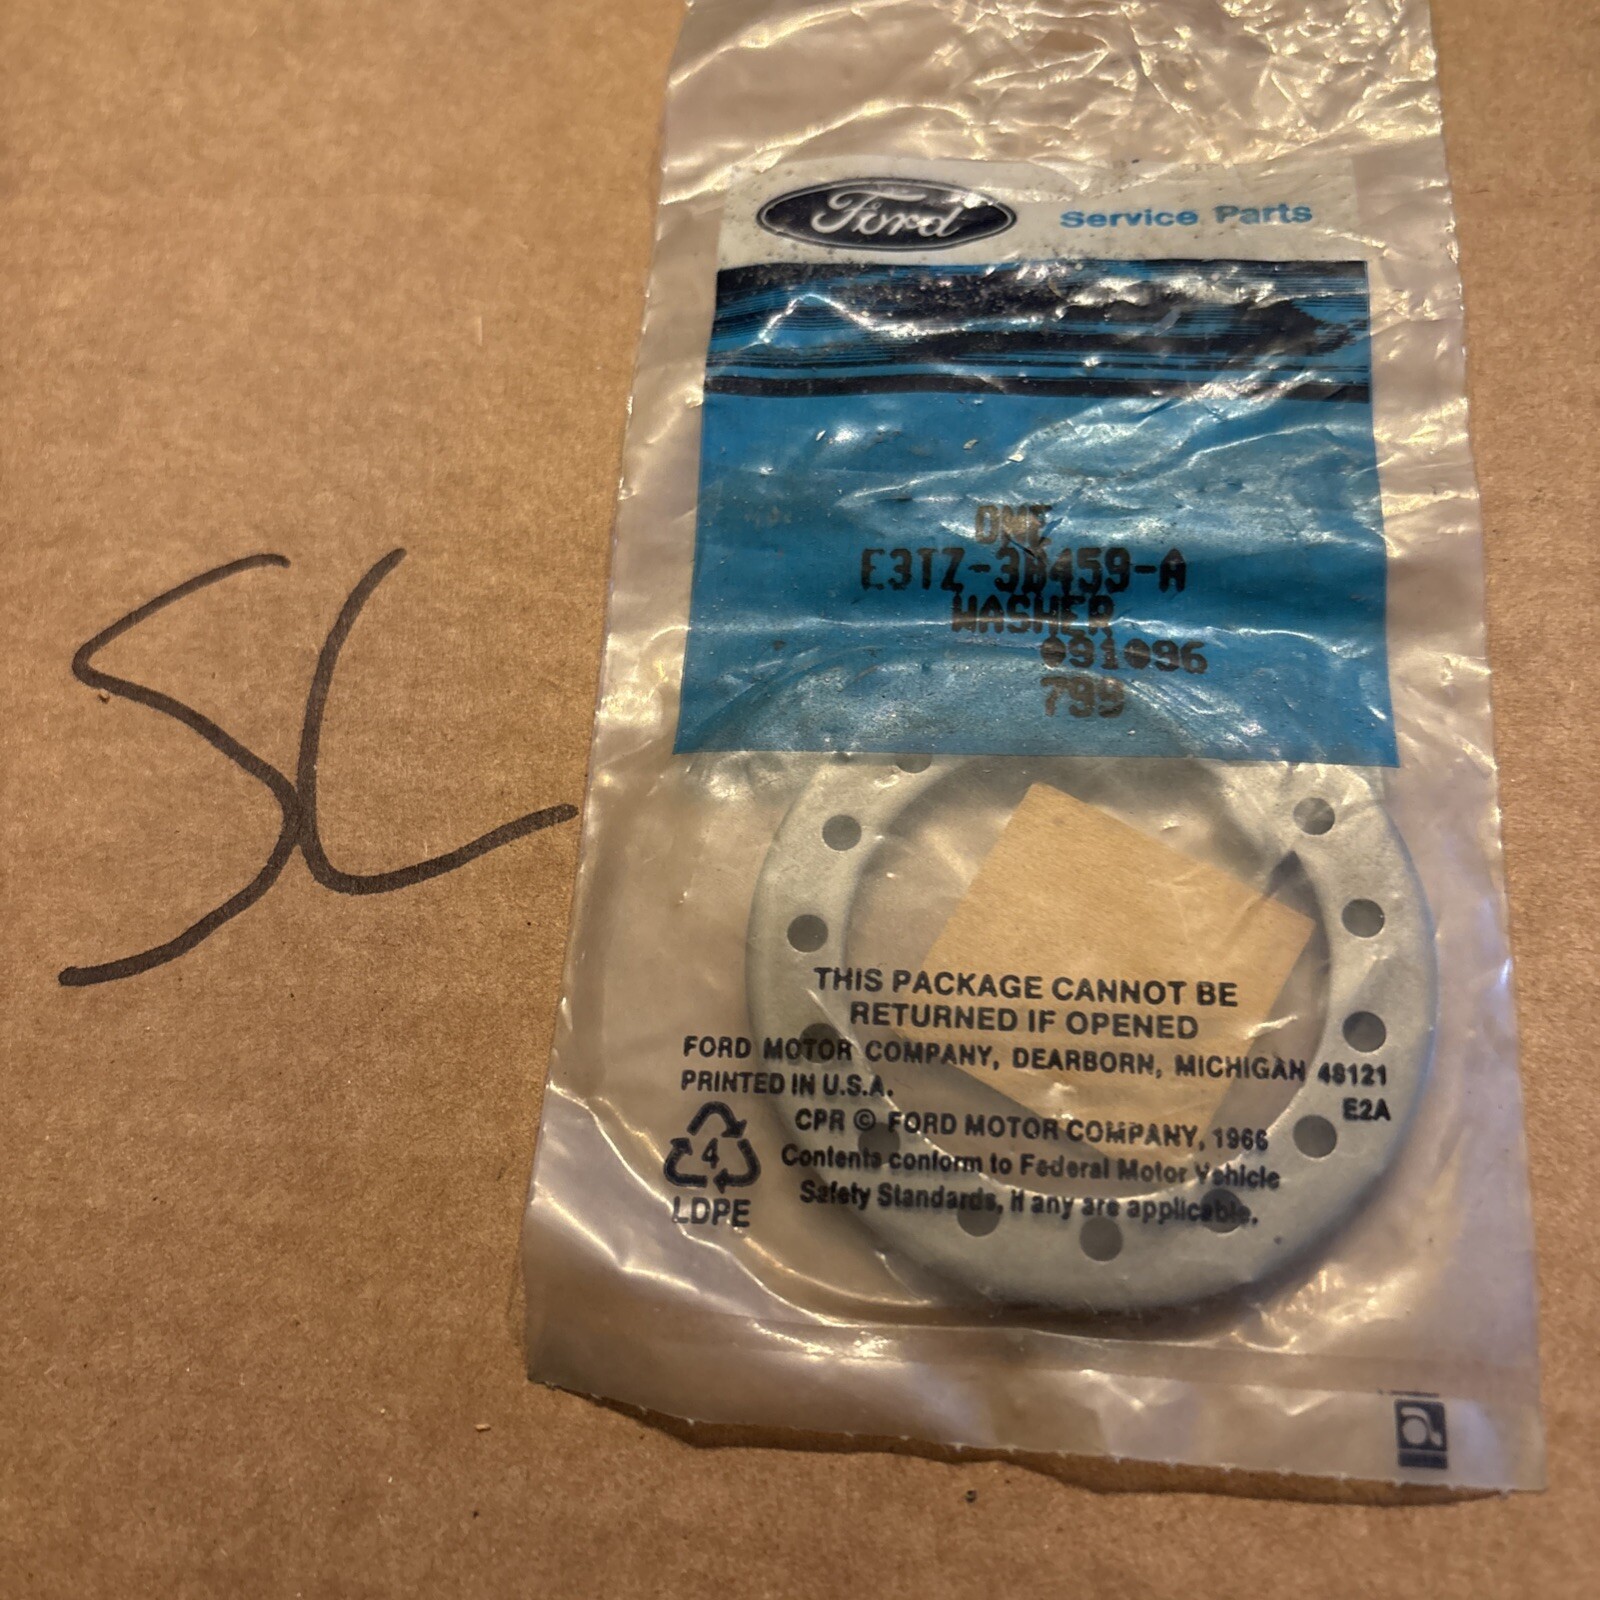 SL
Ford Service Parts
ONE
E3TZ-3B459-A
WASHER
091096
799
THIS PACKAGE CANNOT BE
RETURNED IF OPENED
FORD MOTOR COMPANY, DEARBORN, MICHIGAN 48121
PRINTED IN U.S.A.
E2A
CPR © FORD MOTOR COMPANY, 1966
Contents conform to Federal Motor Vehicle
Safety Standards, if any are applicable.
4
LDPE
a